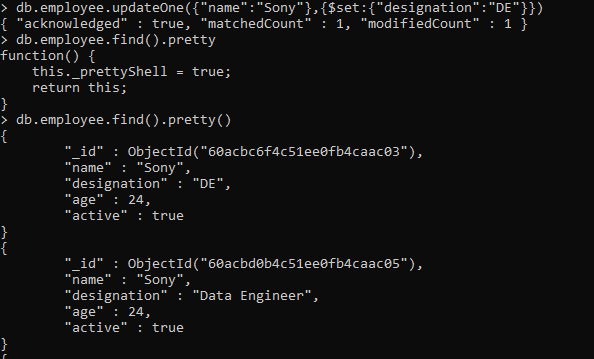 > db.employee.updateOne({"name":"Sony"},{$set:{"designation":"DE"}})
{ "acknowledged" : true, "matchedCount" : 1, "modifiedCount" : 1 }
> db.employee.find().pretty
function() {
    this._prettyShell = true;
    return this;
}
> db.employee.find().pretty()
{
        "_id" : ObjectId("60acbc6f4c51ee0fb4caac03"),
        "name" : "Sony",
        "designation" : "DE",
        "age" : 24,
        "active" : true
}
{
        "_id" : ObjectId("60acbd0b4c51ee0fb4caac05"),
        "name" : "Sony",
        "designation" : "Data Engineer",
        "age" : 24,
        "active" : true
}